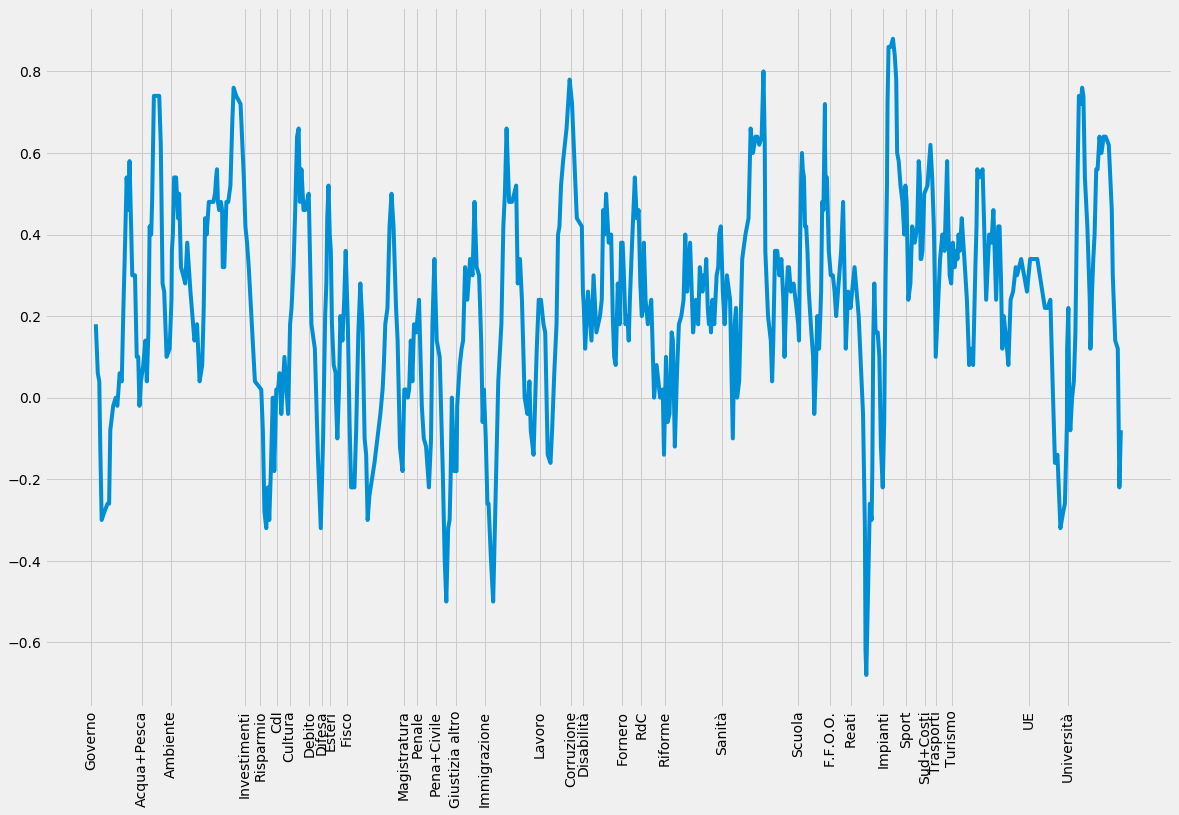 0.8
0.6
0.4
0.2
0.0
−0.2
−0.4
−0.6
Governo
Acqua+Pesca
Ambiente
Investimenti
Risparmio
CdI
Cultura
Debito
Difesa
Esteri
Fisco
Magistratura
Penale
Pena+Civile
Giustizia altro
Immigrazione
Lavoro
Corruzione
Disabilità
Fornero
RdC
Riforme
Sanità
Scuola
F.F.O.O.
Reati
Impianti
Sport
Sud+Costi
Trasporti
Turismo
UE
Università